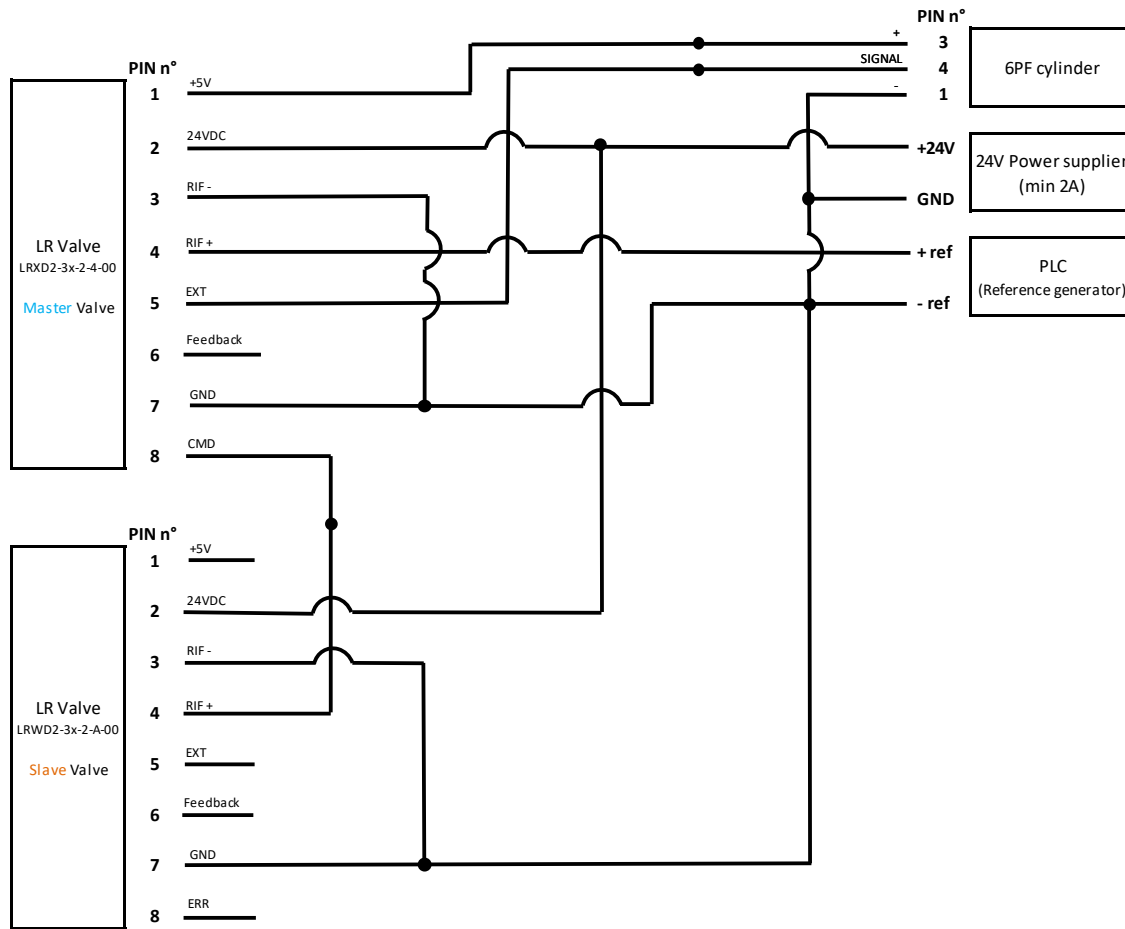 PIN n°
+
3
SIGNAL
4
-
1
6PF cylinder
PIN n°
1
+5V
2
24VDC
+24V
24V Power supplier
(min 2A)
3
RIF -
GND
LR Valve
LRXD2-3x-2-4-00
Master Valve
4
RIF +
+ ref
PLC
(Reference generator)
5
EXT
- ref
6
Feedback
7
GND
8
CMD
PIN n°
1
+5V
2
24VDC
3
RIF -
LR Valve
LRWD2-3x-2-A-00
Slave Valve
4
RIF +
5
EXT
6
Feedback
7
GND
8
ERR